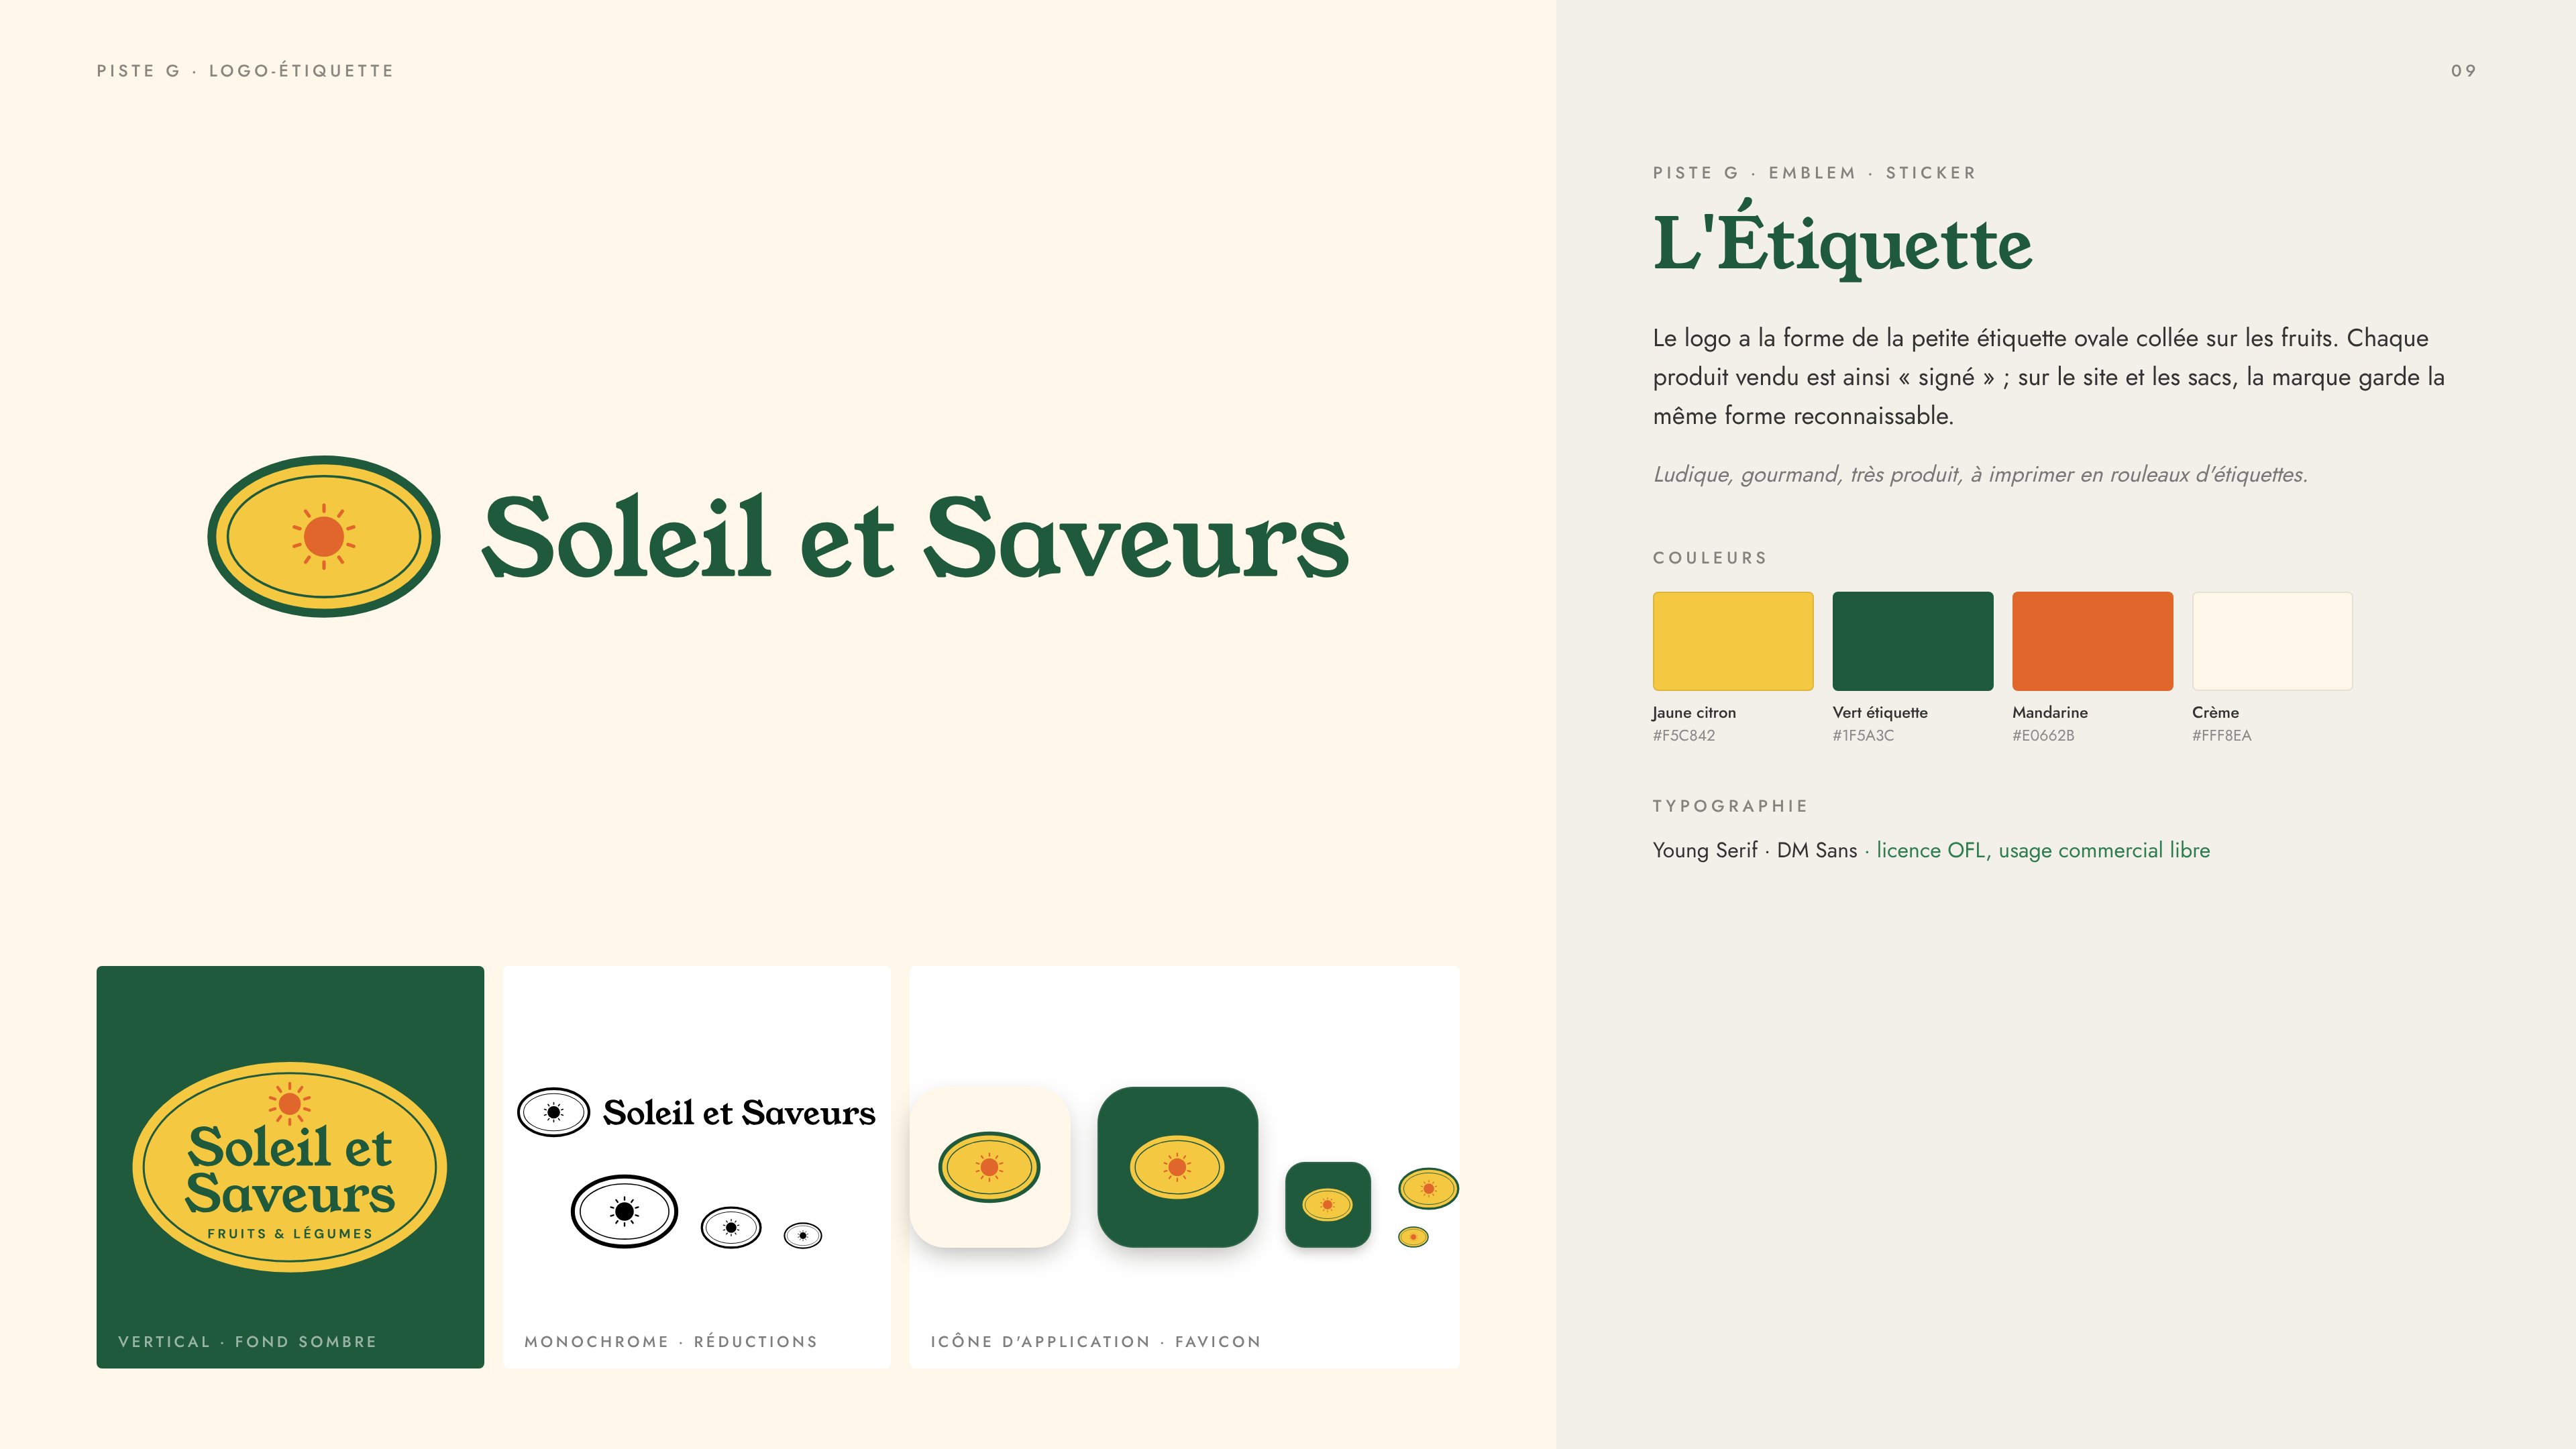 PISTE G · LOGO-ÉTIQUETTE
09
Soleil et Saveurs
Soleil et
Saveurs
FRUITS & LÉGUMES
VERTICAL · FOND SOMBRE
Soleil et Saveurs
MONOCHROME · RÉDUCTIONS
ICÔNE D'APPLICATION · FAVICON
PISTE G · EMBLEM · STICKER
L'Étiquette
Le logo a la forme de la petite étiquette ovale collée sur les fruits. Chaque
produit vendu est ainsi « signé » ; sur le site et les sacs, la marque garde la
même forme reconnaissable.
Ludique, gourmand, très produit, à imprimer en rouleaux d'étiquettes.
COULEURS
Jaune citron
#F5C842
Vert étiquette
#1F5A3C
Mandarine
#E0662B
Crème
#FFF8EA
TYPOGRAPHIE
Young Serif · DM Sans · licence OFL, usage commercial libre